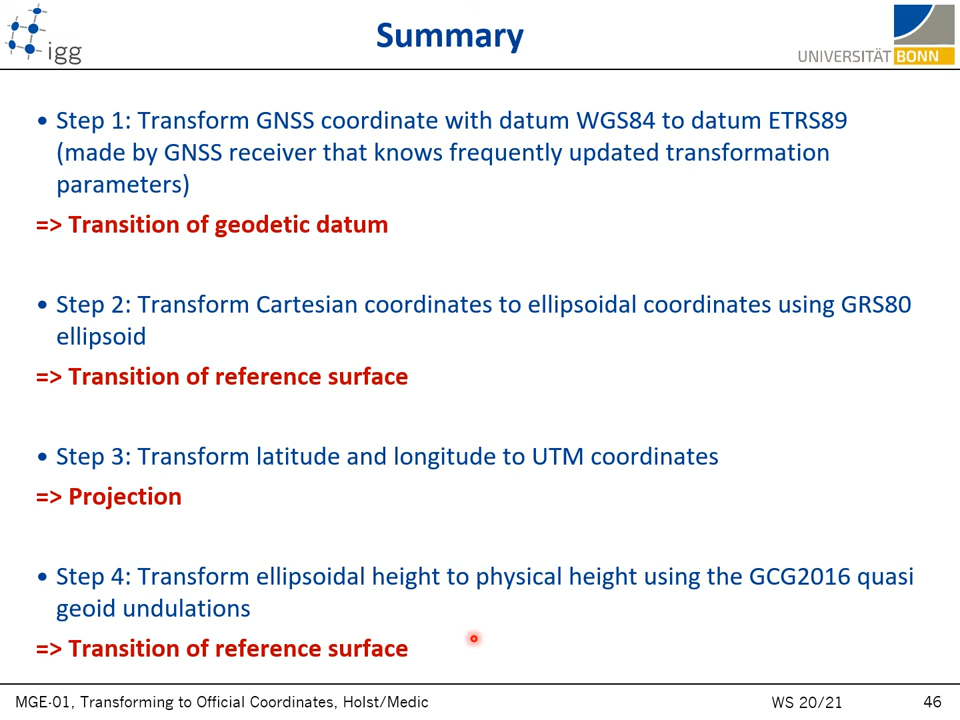 Summary
igg
UNIVERSITÄT BONN
• Step 1: Transform GNSS coordinate with datum WGS84 to datum ETRS89
(made by GNSS receiver that knows frequently updated transformation
parameters)
=> Transition of geodetic datum
• Step 2: Transform Cartesian coordinates to ellipsoidal coordinates using GRS80
ellipsoid
=> Transition of reference surface
• Step 3: Transform latitude and longitude to UTM coordinates
=> Projection
• Step 4: Transform ellipsoidal height to physical height using the GCG2016 quasi
geoid undulations
=> Transition of reference surface
MGE-01, Transforming to Official Coordinates, Holst/Medic WS 20/21 46